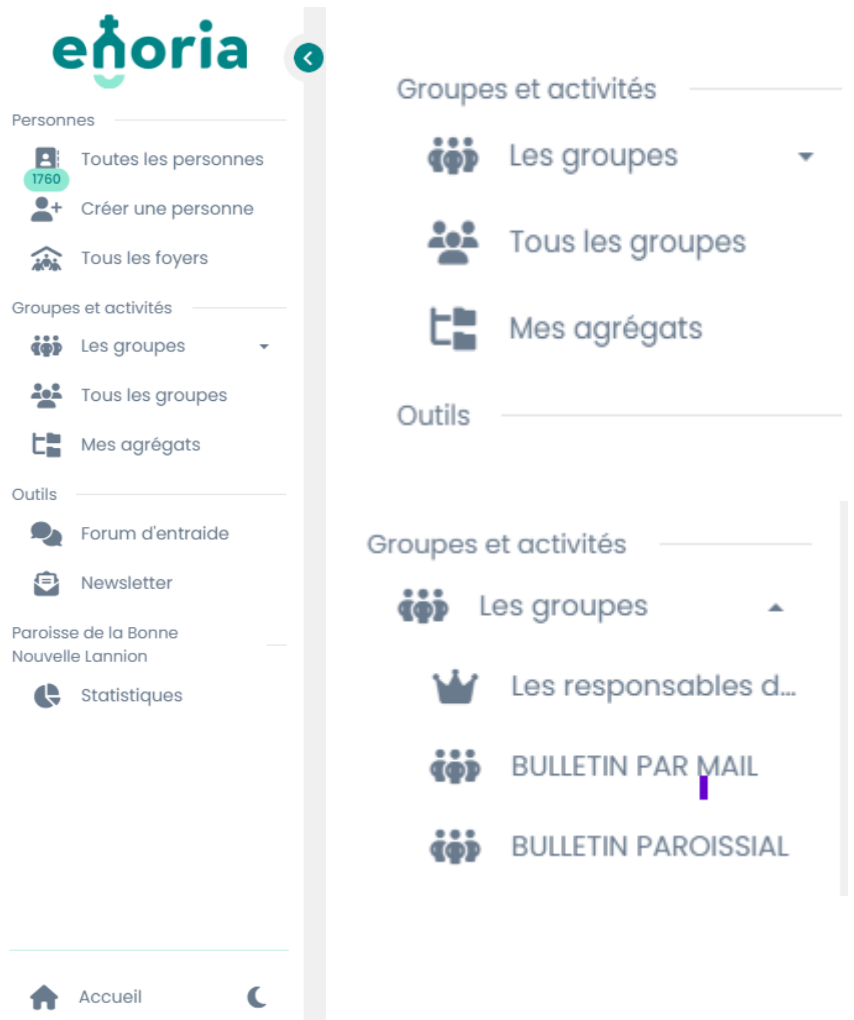 enoria
Personnes
Toutes les personnes
1760
Créer une personne
Tous les foyers
Groupes et activités
Les groupes
Tous les groupes
Mes agrégats
Outils
Forum d'entraide
Newsletter
Paroisse de la Bonne
Nouvelle Lannion
Statistiques
Accueil
Groupes et activités
Les groupes
Tous les groupes
Mes agrégats
Outils
Groupes et activités
Les groupes
Les responsables d...
BULLETIN PAR MAIL
BULLETIN PAROISSIAL